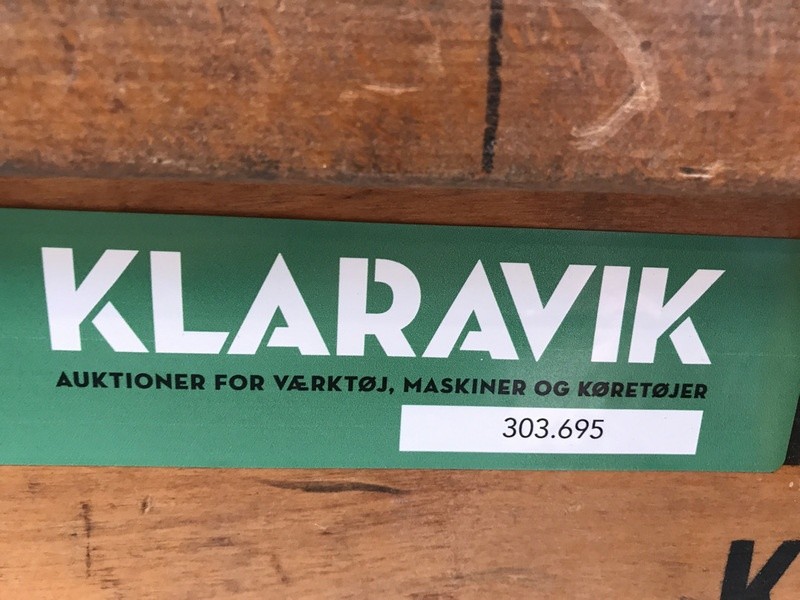 KLARAVIK
AUKTIONER FOR VÆRKTØJ, MASKINER OG KØRETØJER
303.695
K